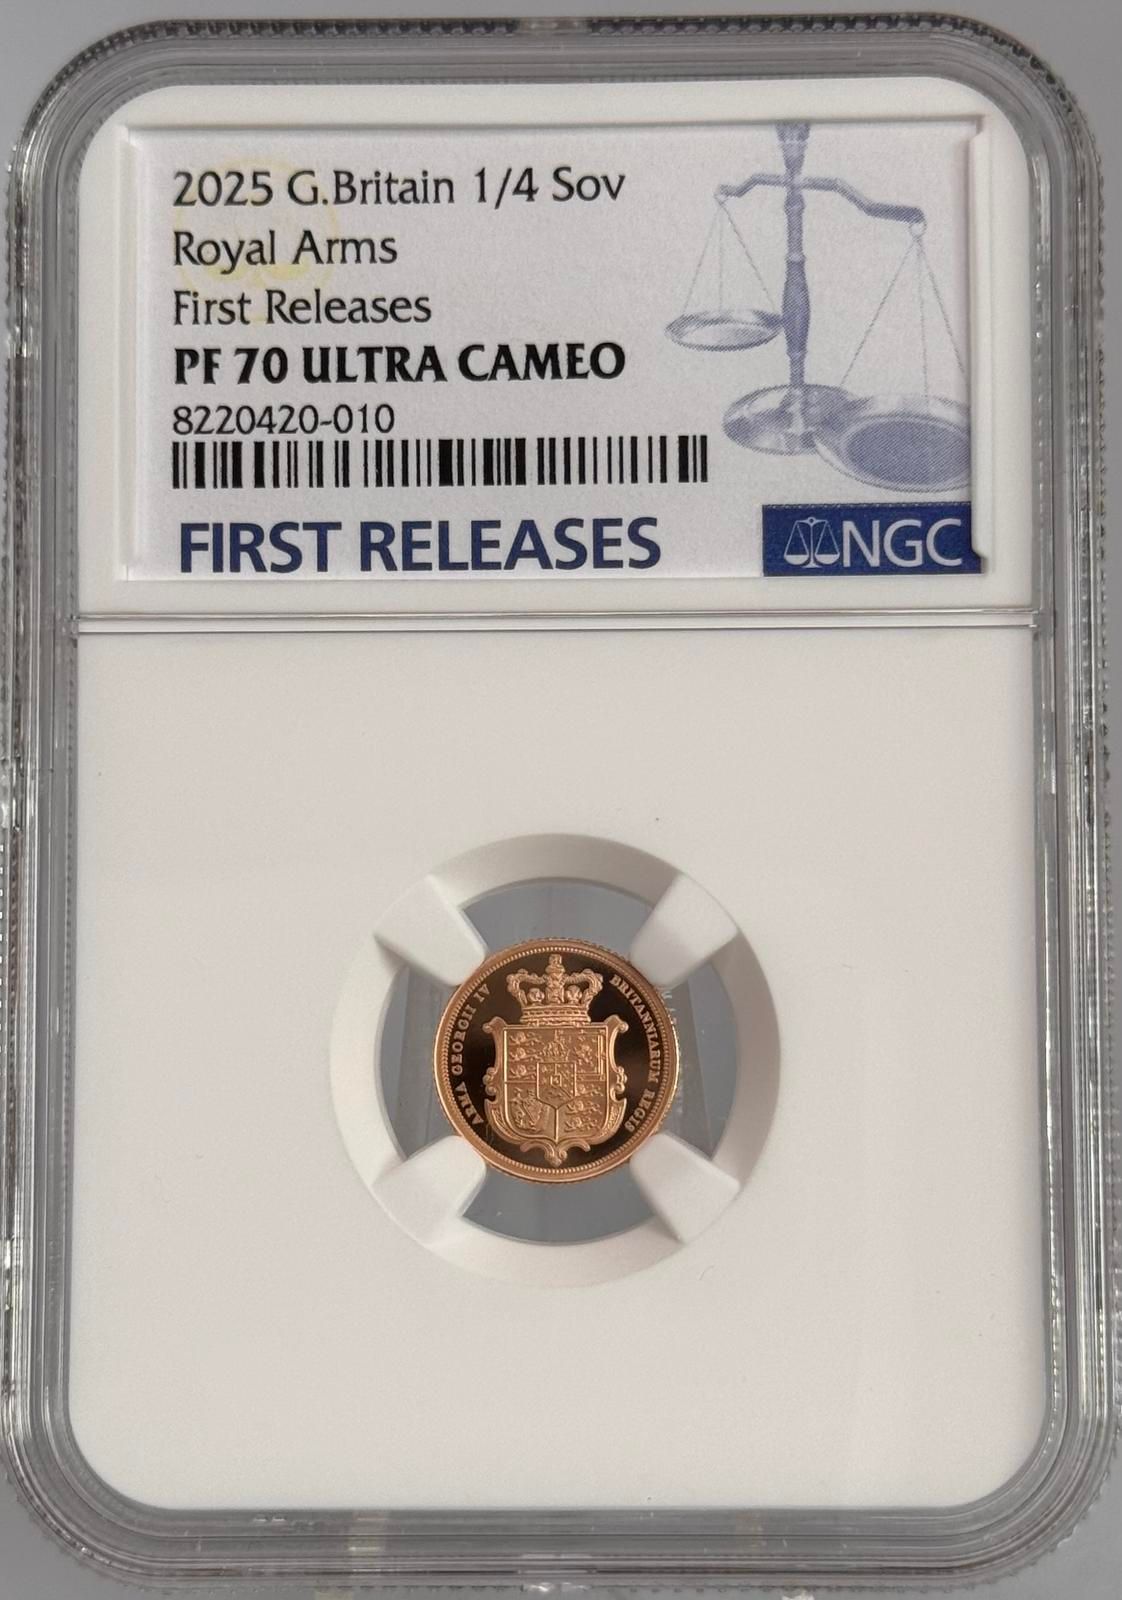 2025 G.Britain 1/4 Sov
Royal Arms
First Releases
PF 70 ULTRA CAMEO
8220420-010
FIRST RELEASES
NGC
ARMA GEORGII IV
BRITANNIARUM REGIS